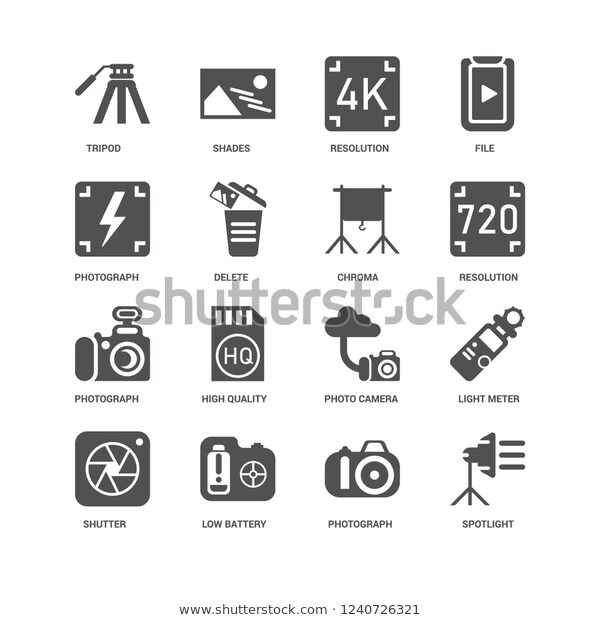 4K
TRIPOD SHADES RESOLUTION FILE
720
PHOTOGRAPH DELETE CHROMA RESOLUTION
shutterstock
HQ
PHOTOGRAPH HIGH QUALITY PHOTO CAMERA LIGHT METER
SHUTTER LOW BATTERY PHOTOGRAPH SPOTLIGHT
www.shutterstock.com · 1240726321